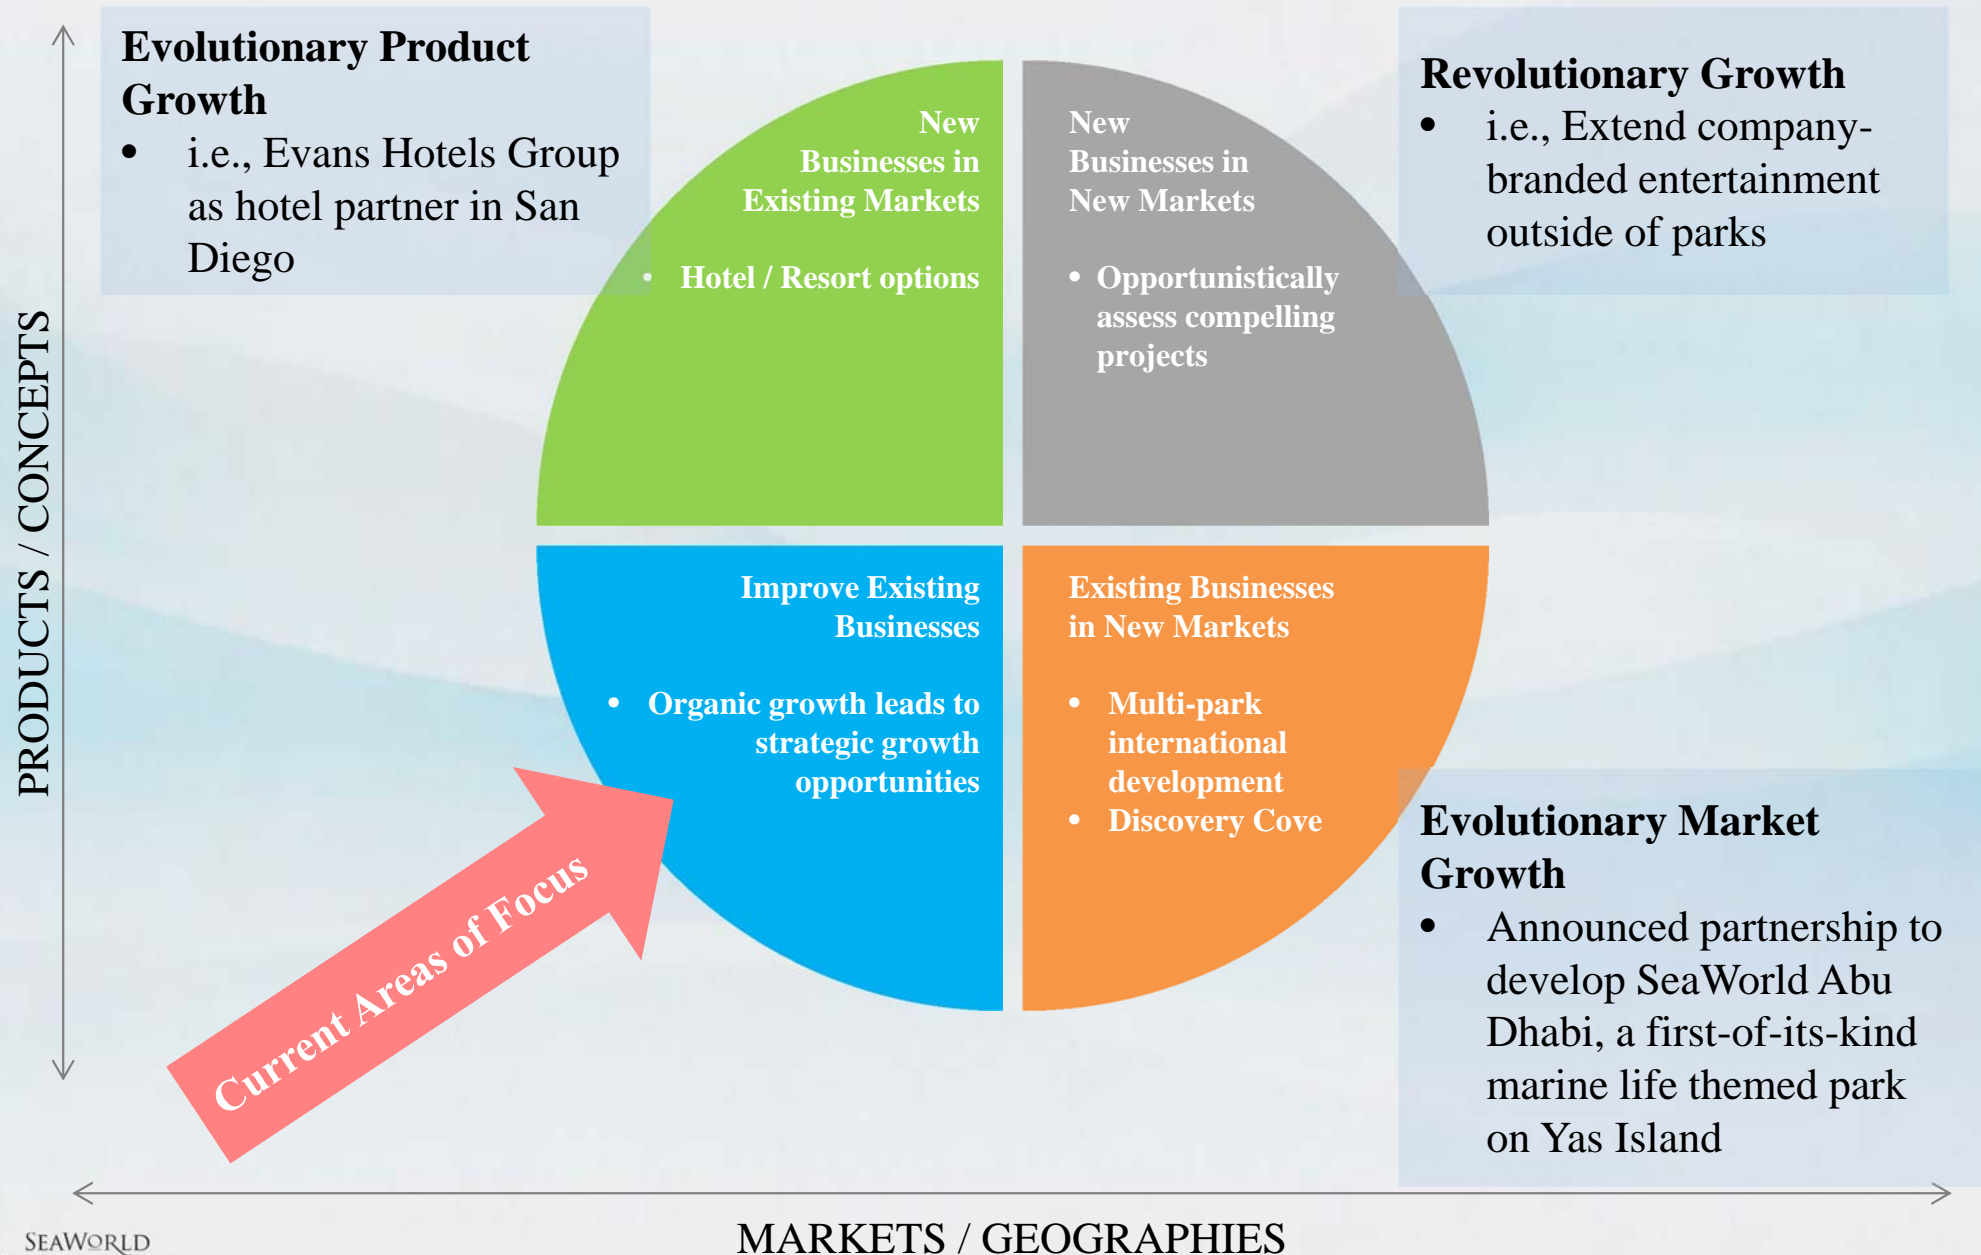 Evolutionary Product
Growth
• i.e., Evans Hotels Group
as hotel partner in San
Diego
New
Businesses in
Existing Markets
• Hotel / Resort options
New
Businesses in
New Markets
• Opportunistically
assess compelling
projects
Revolutionary Growth
• i.e., Extend company-
branded entertainment
outside of parks
PRODUCTS / CONCEPTS
Improve Existing
Businesses
• Organic growth leads to
strategic growth
opportunities
Existing Businesses
in New Markets
• Multi-park
international
development
• Discovery Cove
Current Areas of Focus
Evolutionary Market
Growth
• Announced partnership to
develop SeaWorld Abu
Dhabi, a first-of-its-kind
marine life themed park
on Yas Island
MARKETS / GEOGRAPHIES
SEAWORLD